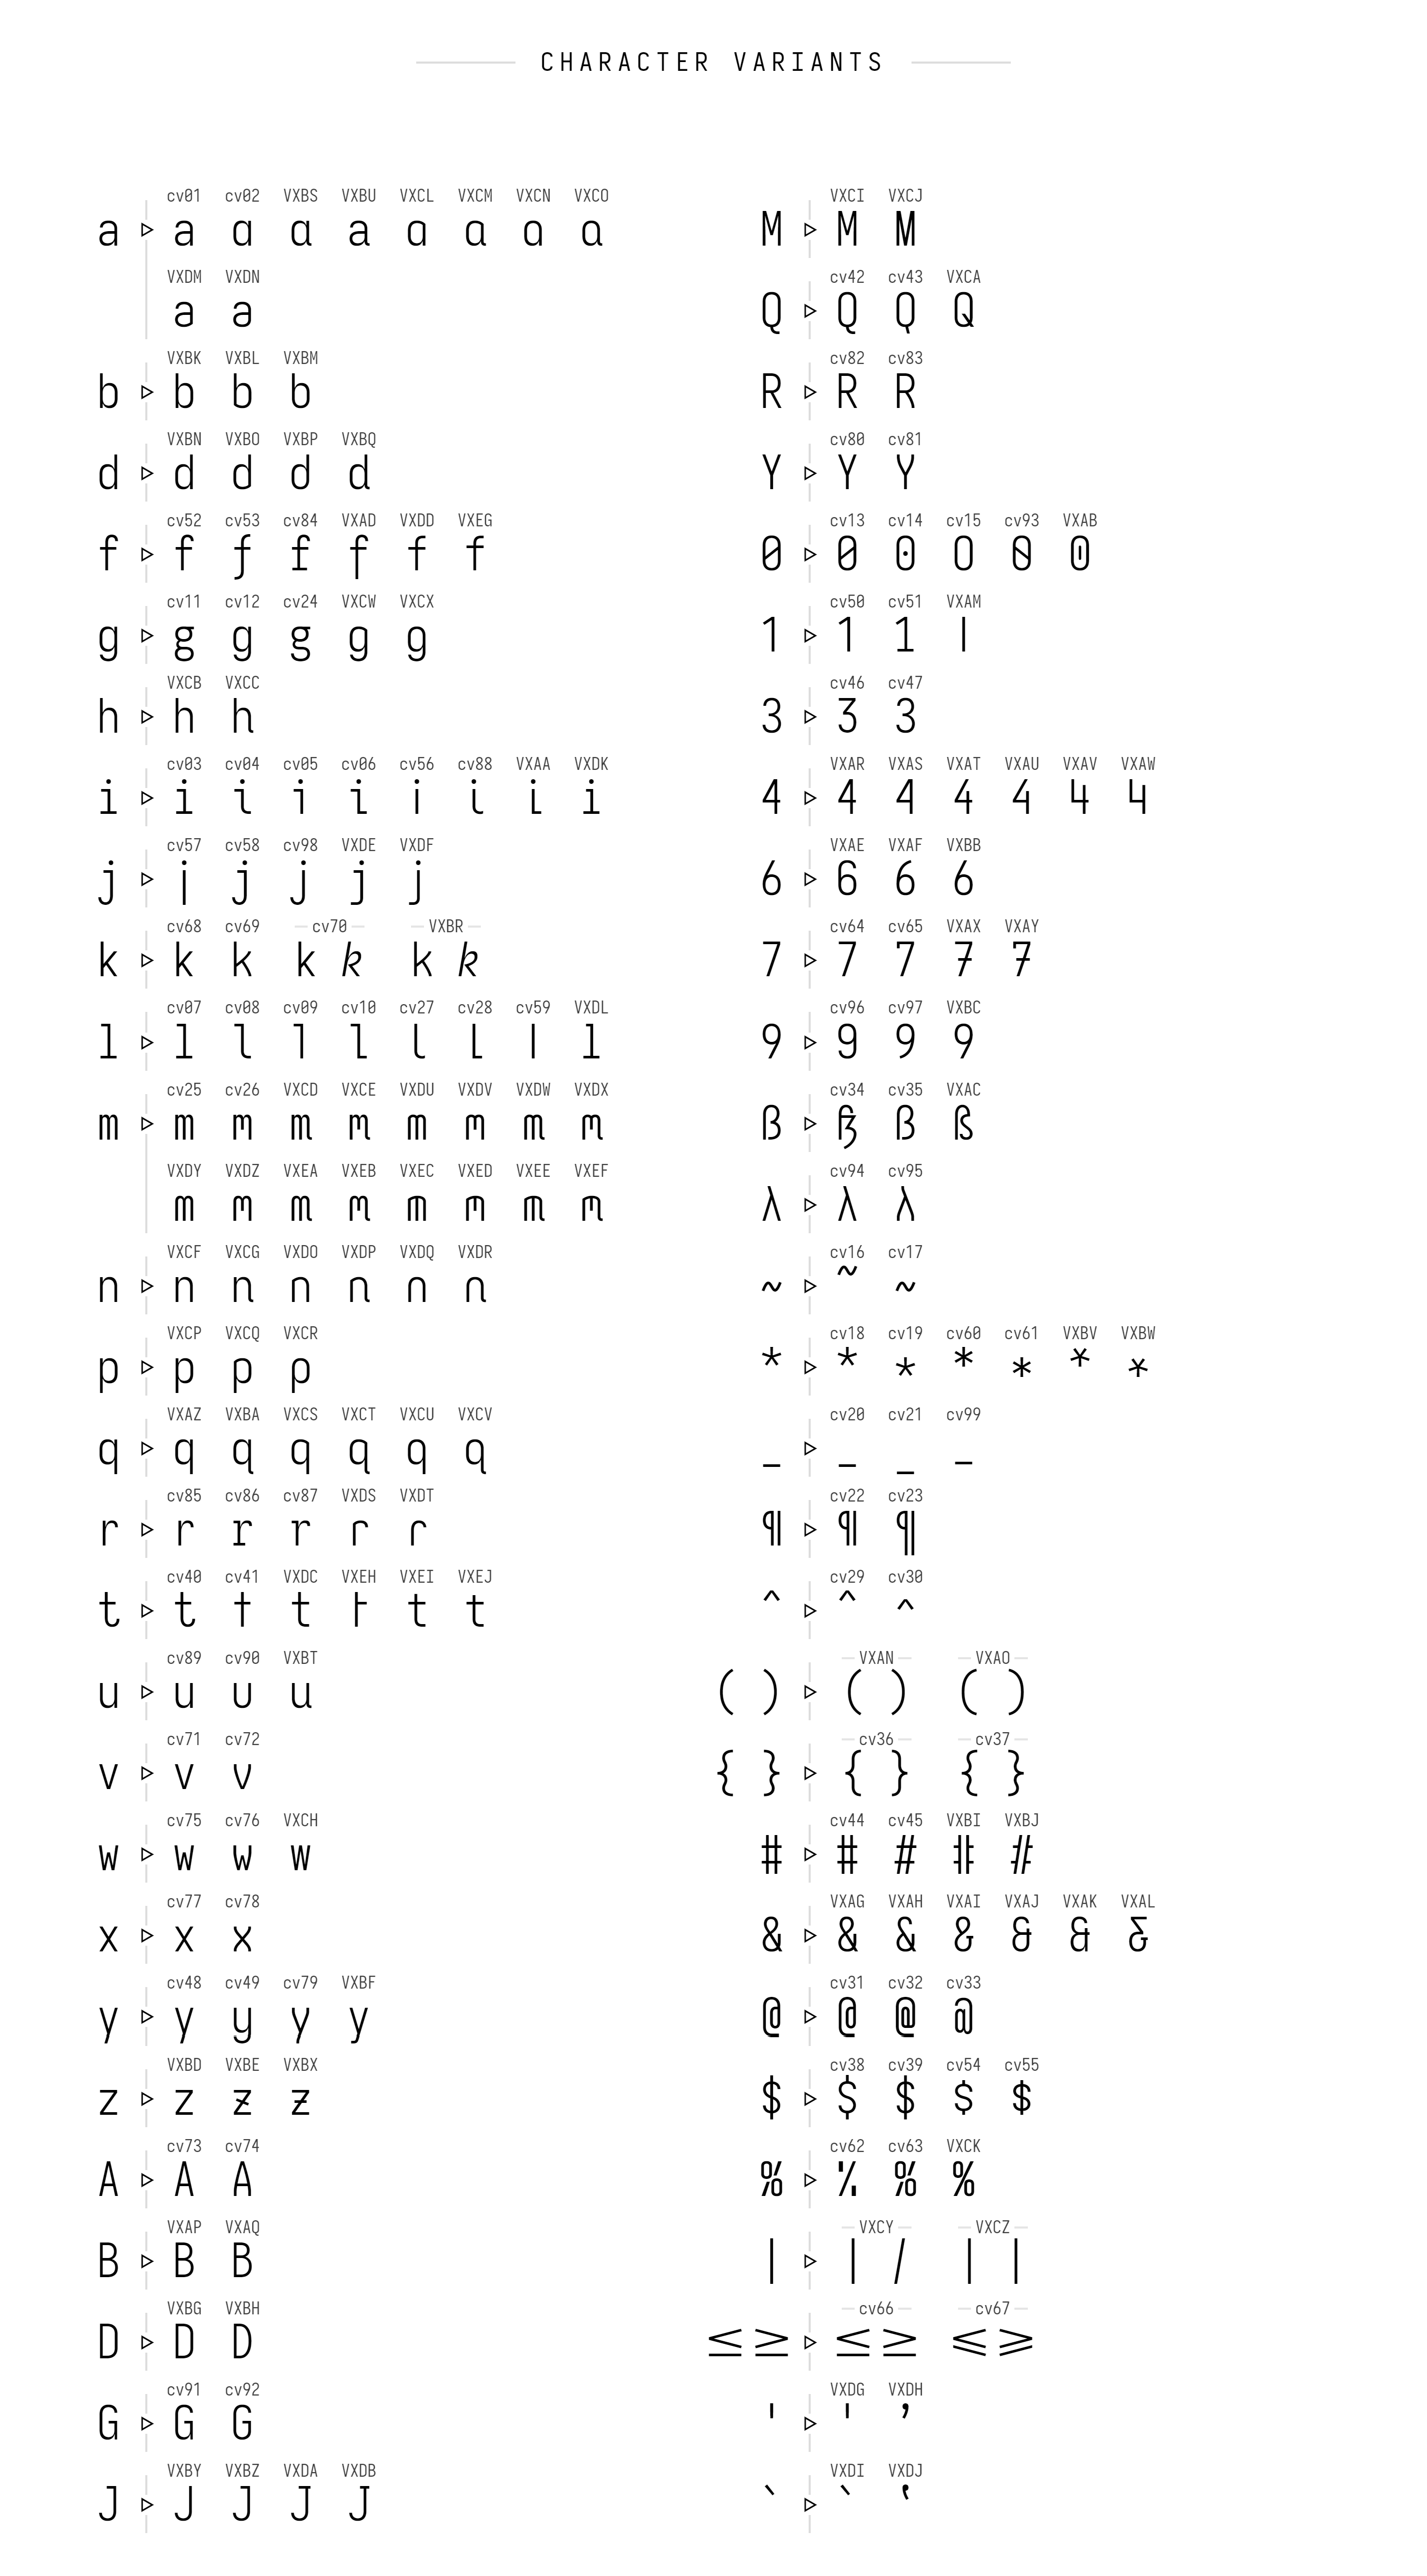 CHARACTER VARIANTS
cv01 cv02 VXBS VXBU VXCL VXCM VXCN VXCO
a a ɑ ɑ a ɑ ɑ ɑ ɑ
VXDM VXDN
a a
VXBK VXBL VXBM
b b b b
VXBN VXBO VXBP VXBQ
d d d d d
cv52 cv53 cv84 VXAD VXDD VXEG
f f f f f f f
cv11 cv12 cv24 VXCW VXCX
g g g g g g
VXCB VXCC
h h h
cv03 cv04 cv05 cv06 cv56 cv88 VXAA VXDK
i i i i i i i i i
cv57 cv58 cv98 VXDE VXDF
j j j j j j
cv68 cv69 cv70 VXBR
k k k k k k k
cv07 cv08 cv09 cv10 cv27 cv28 cv59 VXDL
l l l l l l l l l
cv25 cv26 VXCD VXCE VXDU VXDV VXDW VXDX
m m m m m m m m m
VXDY VXDZ VXEA VXEB VXEC VXED VXEE VXEF
m m m m m m m m
VXCF VXCG VXDO VXDP VXDQ VXDR
n n n n n n n
VXCP VXCQ VXCR
p p p p
VXAZ VXBA VXCS VXCT VXCU VXCV
q q q q q q q
cv85 cv86 cv87 VXDS VXDT
r r r r r r
cv40 cv41 VXDC VXEH VXEI VXEJ
t t t t t t t
cv89 cv90 VXBT
u u u u
cv71 cv72
v v v
cv75 cv76 VXCH
w w w w
cv77 cv78
x x x
cv48 cv49 cv79 VXBF
y y y y y
VXBD VXBE VXBX
z z z ƶ
cv73 cv74
A A A
VXAP VXAQ
B B B
VXBG VXBH
D D D
cv91 cv92
G G G
VXBY VXBZ VXDA VXDB
J J J J J
VXCI VXCJ
M M M
cv42 cv43 VXCA
Q Q Q Q
cv82 cv83
R R R
cv80 cv81
Y Y Y
cv13 cv14 cv15 cv93 VXAB
0 0 0 0 0 0
cv50 cv51 VXAM
1 1 1 1
cv46 cv47
3 3 3
VXAR VXAS VXAT VXAU VXAV VXAW
4 4 4 4 4 4 4
VXAE VXAF VXBB
6 6 6 6
cv64 cv65 VXAX VXAY
7 7 7 7 7
cv96 cv97 VXBC
9 9 9 9
cv34 cv35 VXAC
ß ß ß ß
cv94 cv95
λ λ λ
cv16 cv17
~ ~ ~
cv18 cv19 cv60 cv61 VXBV VXBW
* * * * * * *
cv20 cv21 cv99
_ _ _ _
cv22 cv23
¶ ¶ ¶
cv29 cv30
^ ^ ^
VXAN VXAO
( ) ( ) ( )
cv36 cv37
{ } { } { }
cv44 cv45 VXBI VXBJ
# # # # #
VXAG VXAH VXAI VXAJ VXAK VXAL
& & & & & & &
cv31 cv32 cv33
@ @ @ @
cv38 cv39 cv54 cv55
$ $ $ $ $
cv62 cv63 VXCK
% % % %
VXCY VXCZ
| | / | |
cv66 cv67
≤ ≥ ≤ ≥ ⩽ ⩾
VXDG VXDH
' ' ’
VXDI VXDJ
` ` ‛